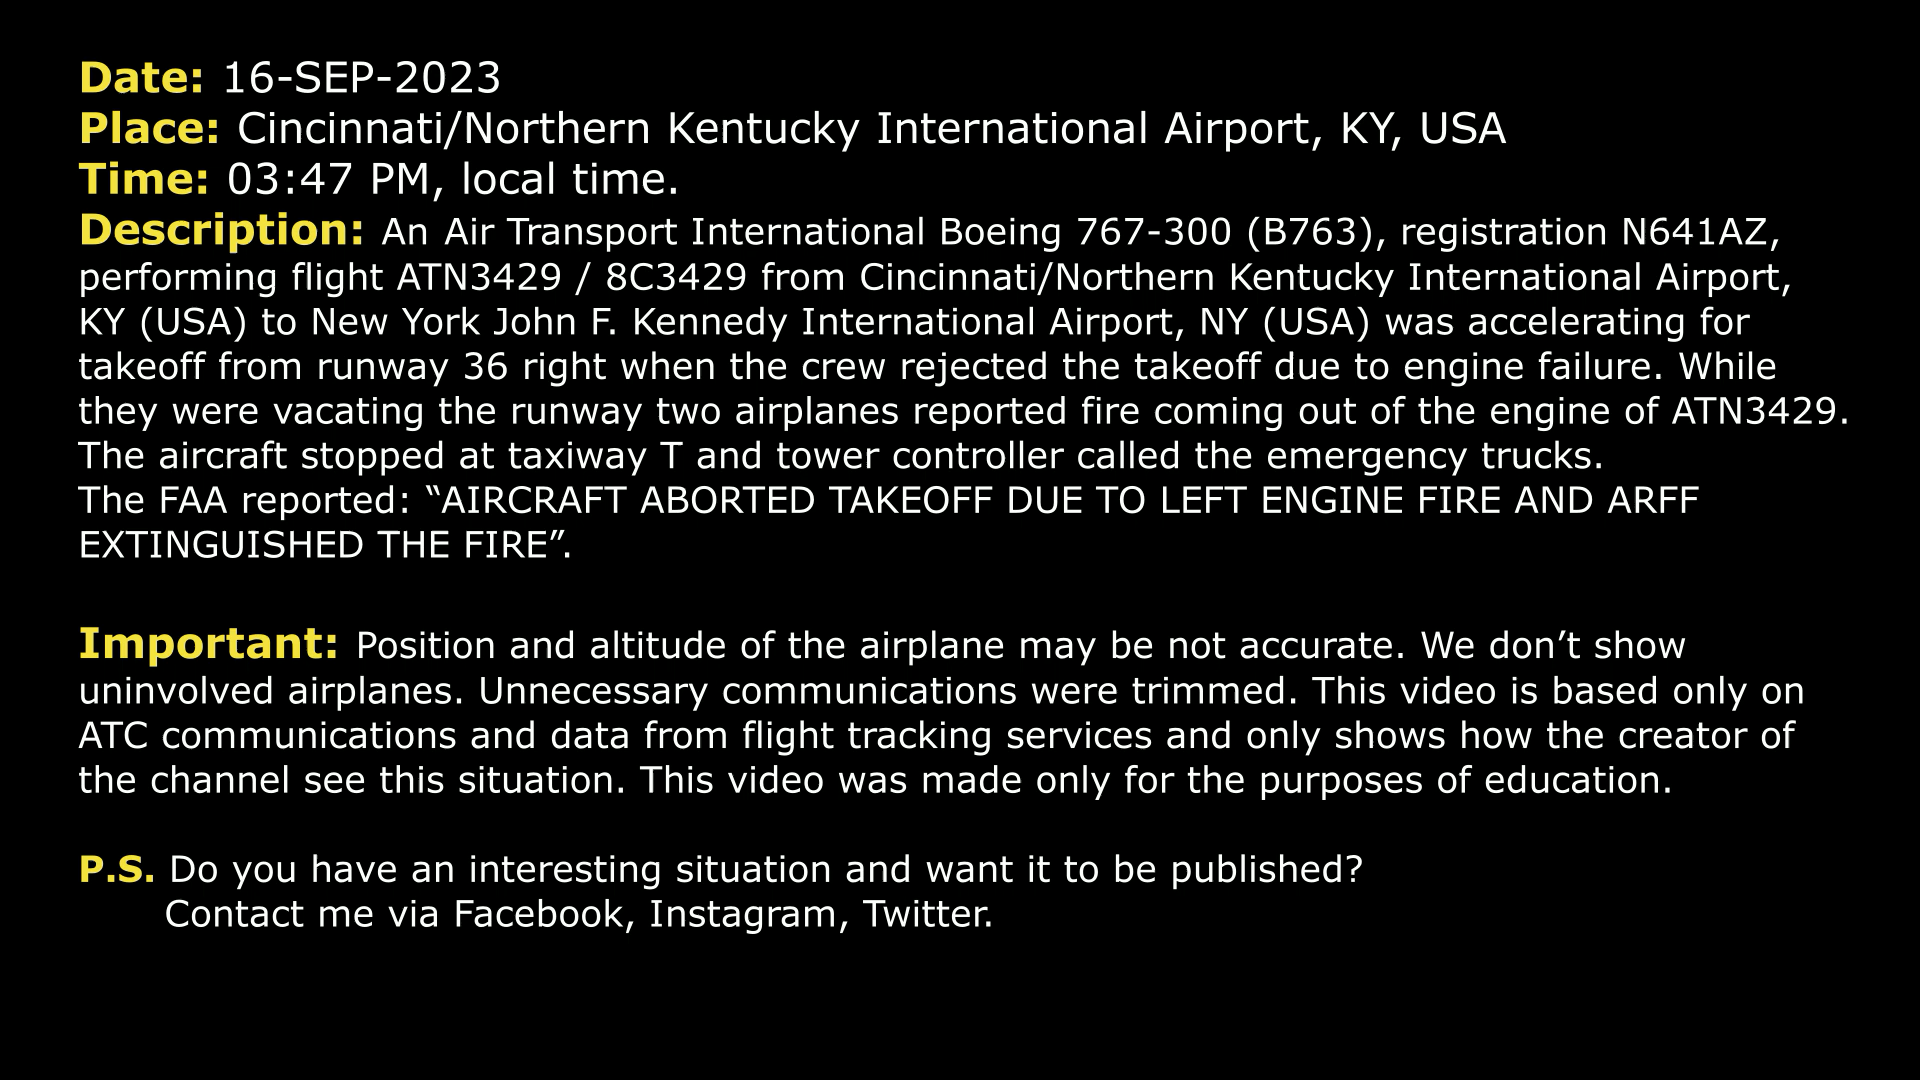 Date: 16-SEP-2023
Place: Cincinnati/Northern Kentucky International Airport, KY, USA
Time: 03:47 PM, local time.
Description: An Air Transport International Boeing 767-300 (B763), registration N641AZ,
performing flight ATN3429 / 8C3429 from Cincinnati/Northern Kentucky International Airport,
KY (USA) to New York John F. Kennedy International Airport, NY (USA) was accelerating for
takeoff from runway 36 right when the crew rejected the takeoff due to engine failure. While
they were vacating the runway two airplanes reported fire coming out of the engine of ATN3429.
The aircraft stopped at taxiway T and tower controller called the emergency trucks.
The FAA reported: “AIRCRAFT ABORTED TAKEOFF DUE TO LEFT ENGINE FIRE AND ARFF
EXTINGUISHED THE FIRE”.
Important: Position and altitude of the airplane may be not accurate. We don’t show
uninvolved airplanes. Unnecessary communications were trimmed. This video is based only on
ATC communications and data from flight tracking services and only shows how the creator of
the channel see this situation. This video was made only for the purposes of education.
P.S. Do you have an interesting situation and want it to be published?
Contact me via Facebook, Instagram, Twitter.